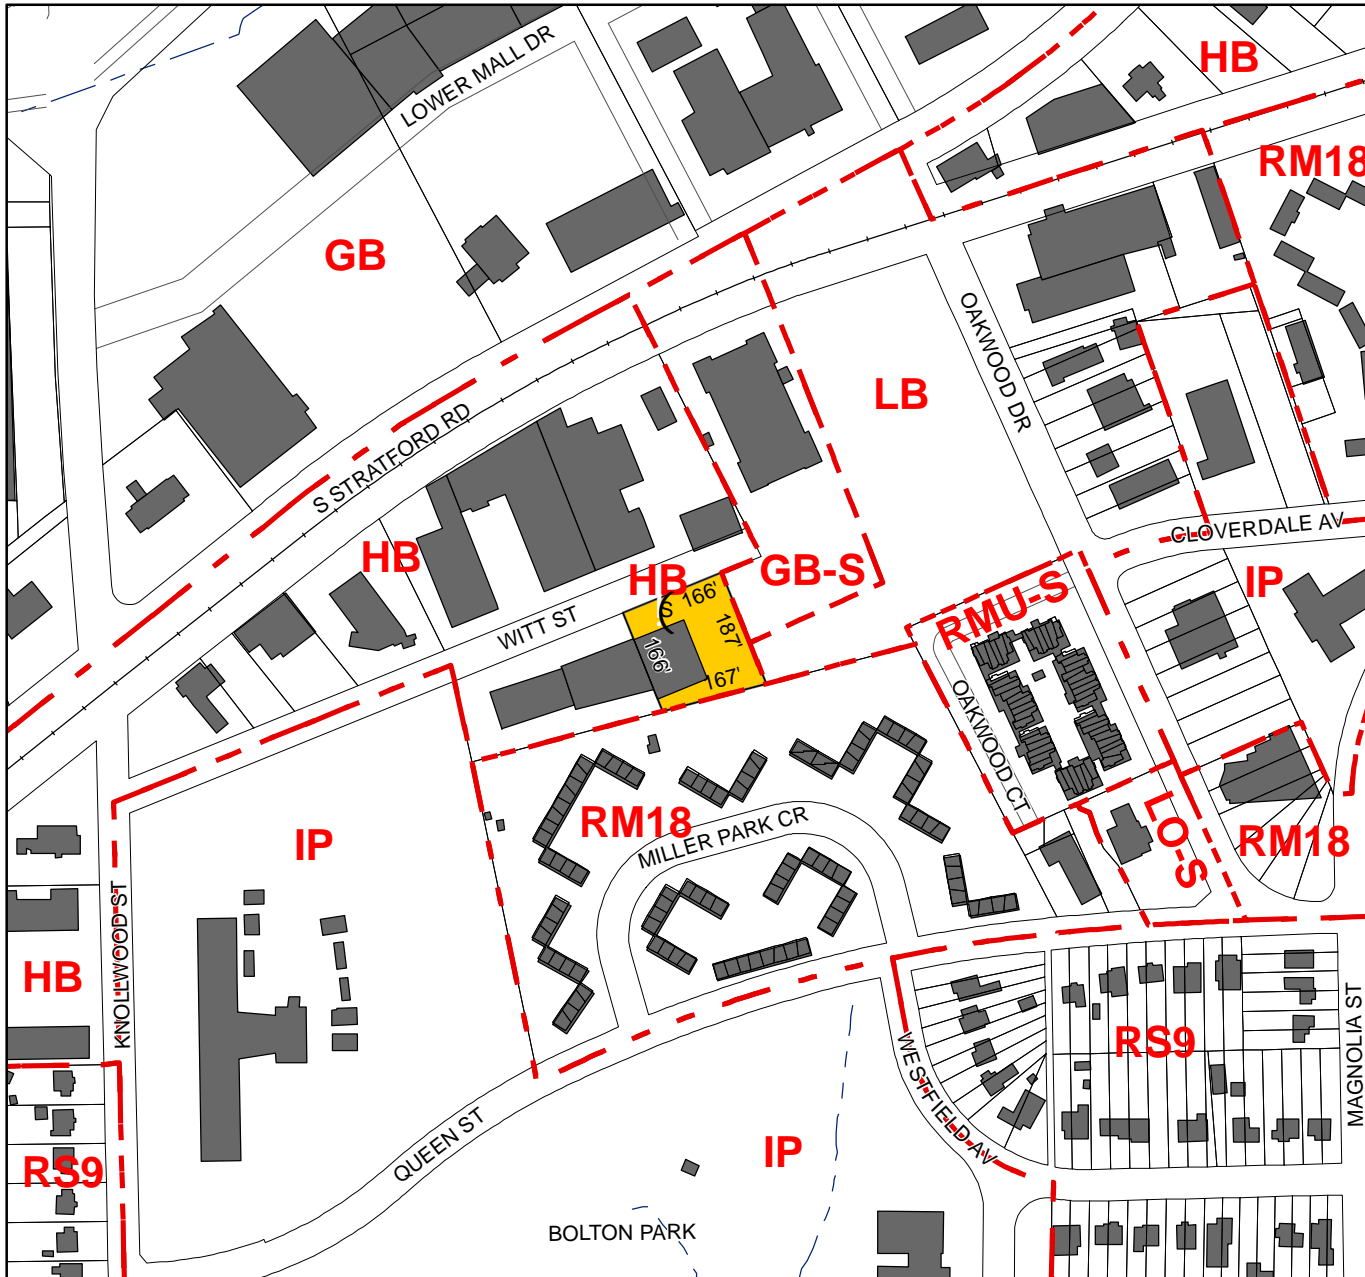 LOWER MALL DR
HB
RM18
GB
OAKWOOD DR
LB
S STRATFORD RD
CLOVERDALE AV
HB
HB
GB-S
IP
S 166'
RMU-S
WITT ST
187'
166'
167'
OAKWOOD CT
RM18
MILLER PARK CR
IP
LO-S
RM18
KNOLLWOOD ST
HB
MAGNOLIA ST
RS9
WESTFIELD AV
QUEEN ST
IP
RS9
BOLTON PARK